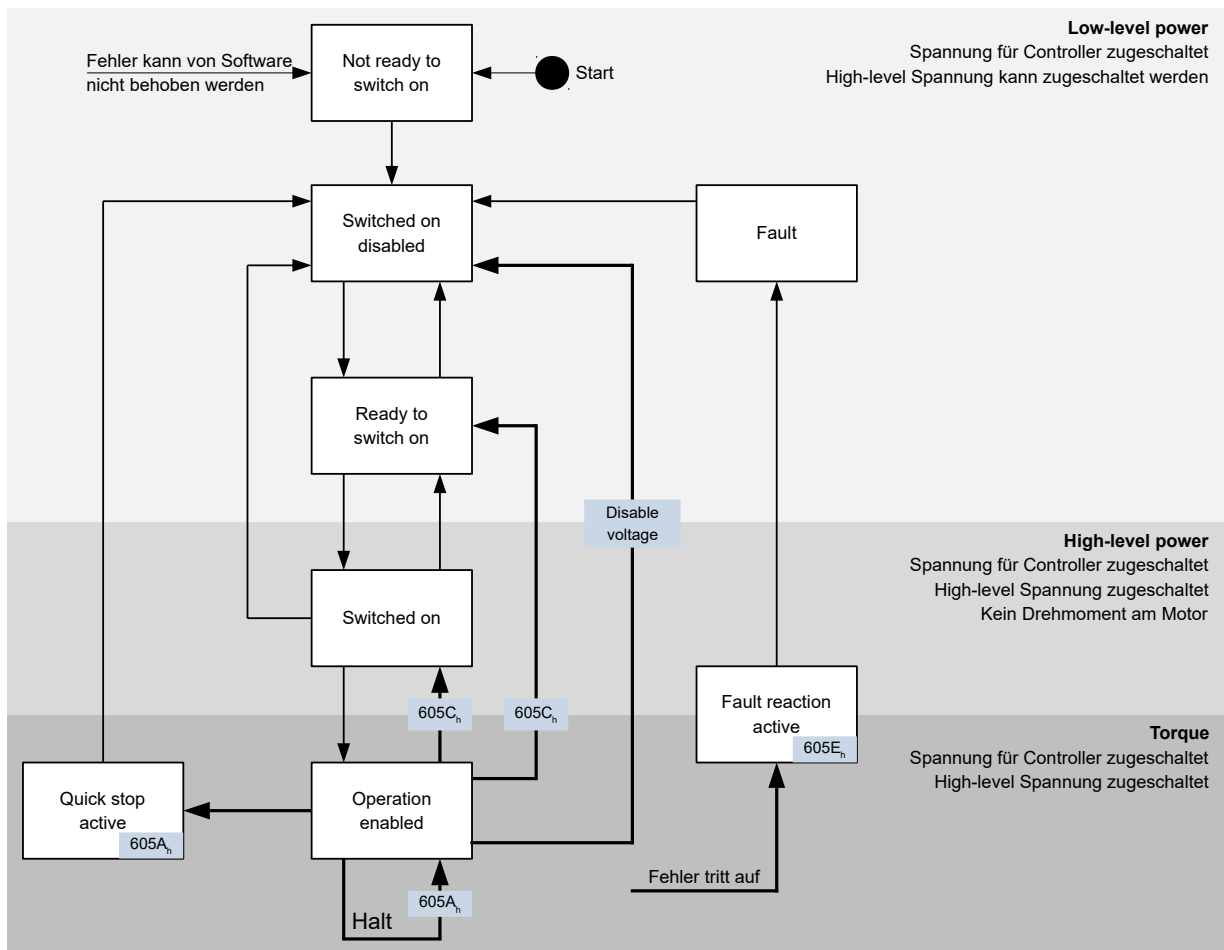 Low-level power
Spannung für Controller zugeschaltet
High-level Spannung kann zugeschaltet werden
Fehler kann von Software
nicht behoben werden
Not ready to
switch on
Start
Switched on
disabled
Fault
Ready to
switch on
Disable
voltage
High-level power
Spannung für Controller zugeschaltet
High-level Spannung zugeschaltet
Kein Drehmoment am Motor
Switched on
605Ch
605Ch
Fault reaction
active
605Eh
Torque
Spannung für Controller zugeschaltet
High-level Spannung zugeschaltet
Quick stop
active
605Ah
Operation
enabled
Fehler tritt auf
605Ah
Halt